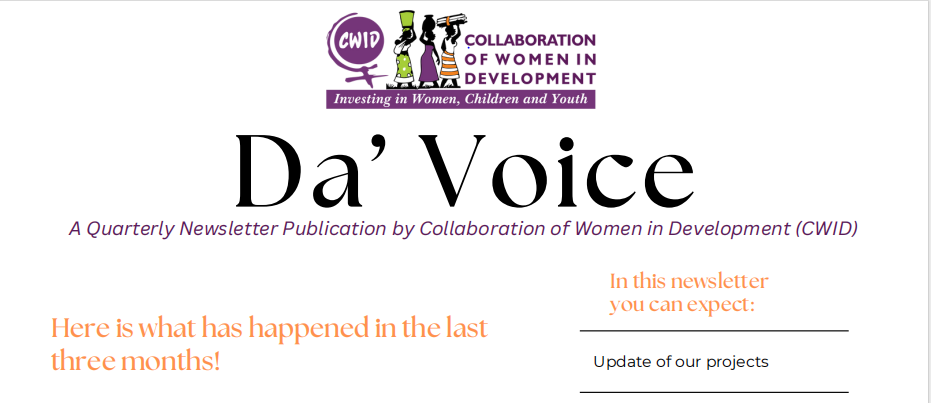 CWID
COLLABORATION
OF WOMEN IN
DEVELOPMENT
Investing in Women, Children and Youth
Da’ Voice
A Quarterly Newsletter Publication by Collaboration of Women in Development (CWID)
Here is what has happened in the last
three months!
In this newsletter
you can expect:
Update of our projects